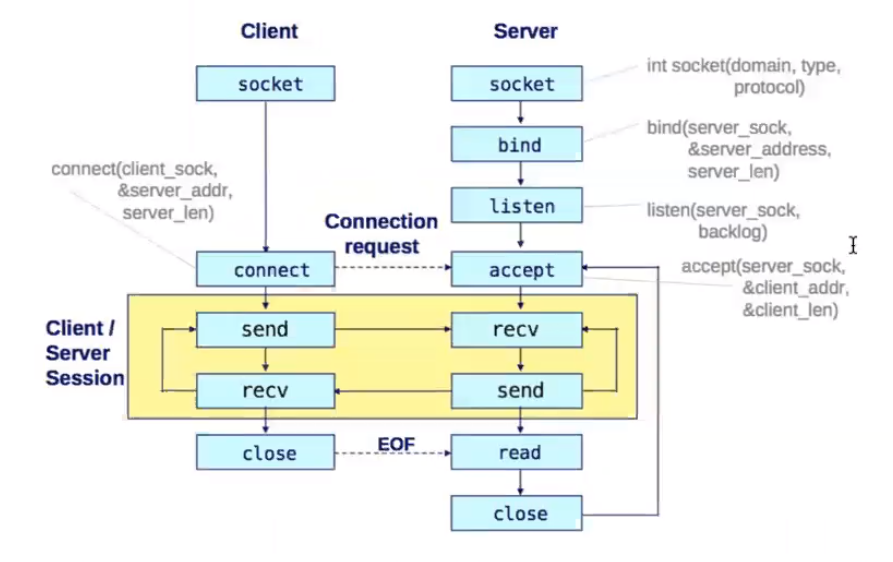 Client
Server
socket
socket
int socket(domain, type,
protocol)
bind
bind(server_sock,
&server_address,
server_len)
connect(client_sock,
&server_addr,
server_len)
listen
listen(server_sock,
backlog)
Connection
request
connect
accept
accept(server_sock,
&client_addr,
&client_len)
Client /
Server
Session
send
recv
recv
send
close
EOF
read
close